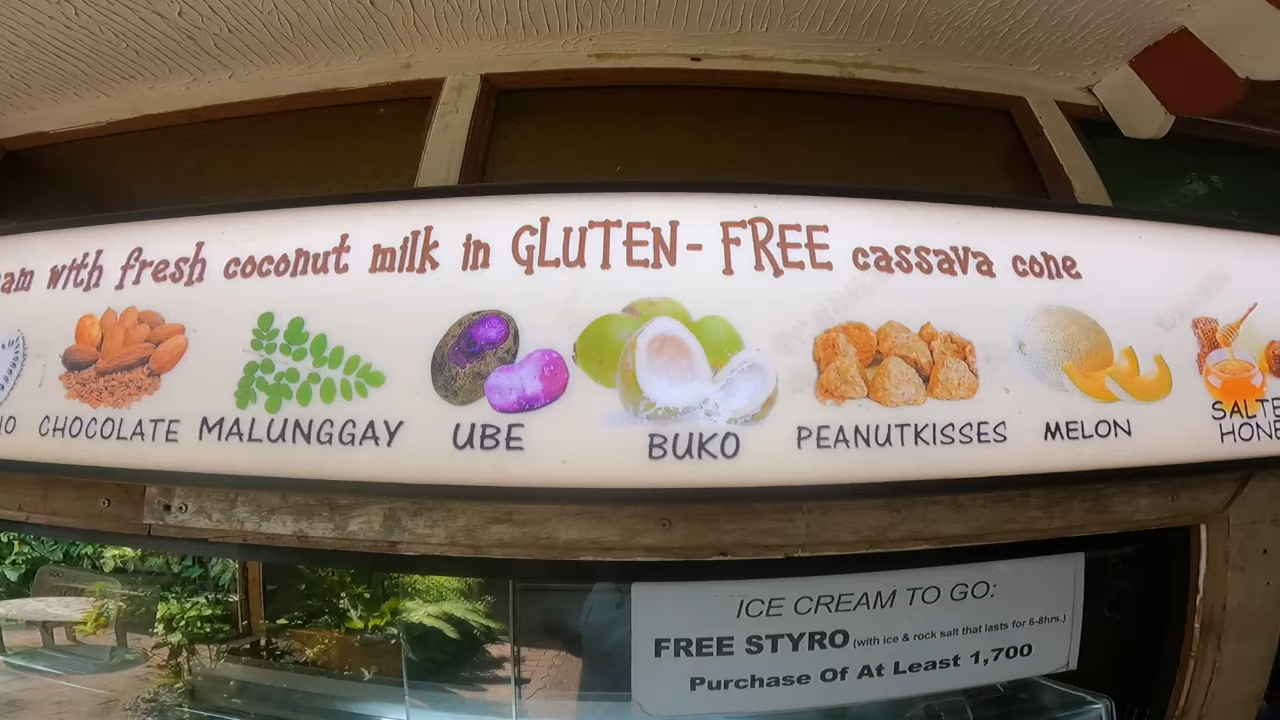 with fresh coconut milk in GLUTEN-FREE cassava cone
CHOCOLATE
MALUNGGAY
UBE
BUKO
PEANUTKISSES
MELON
ICE CREAM TO GO:
FREE STYRO (with ice & rock salt that lasts for 6-8hrs.)
Purchase Of At Least 1,700